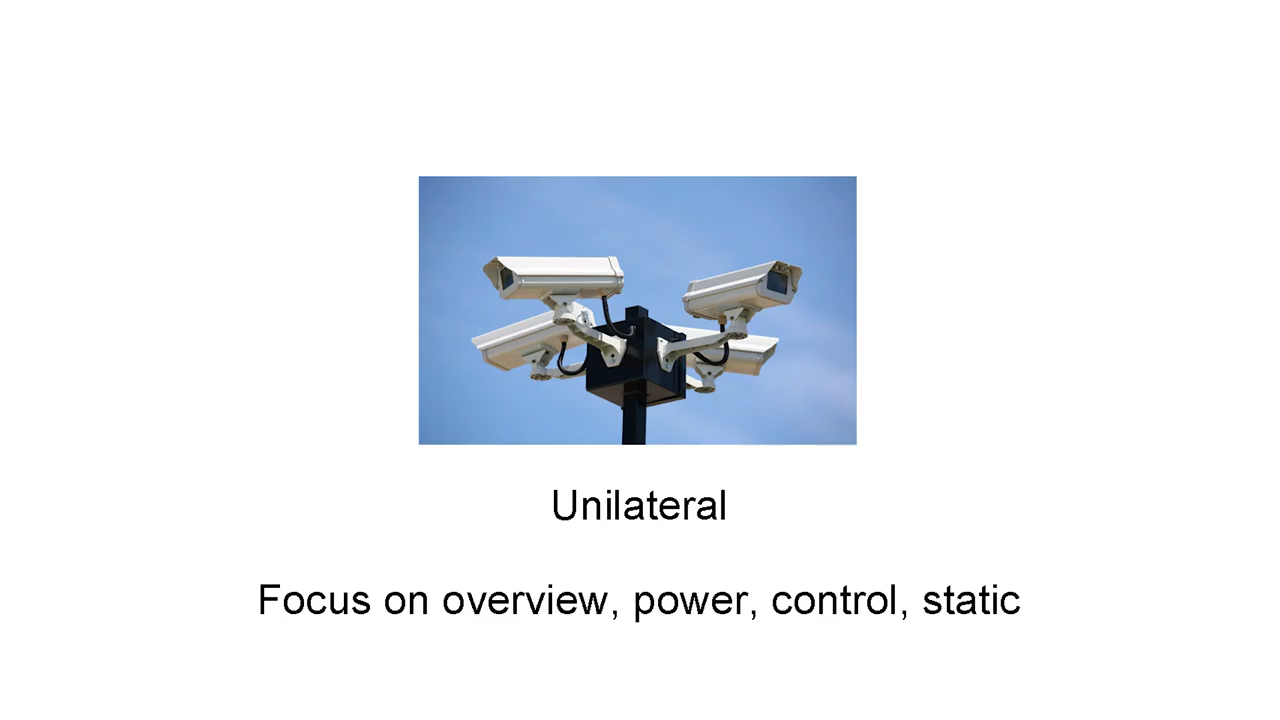 Unilateral
Focus on overview, power, control, static